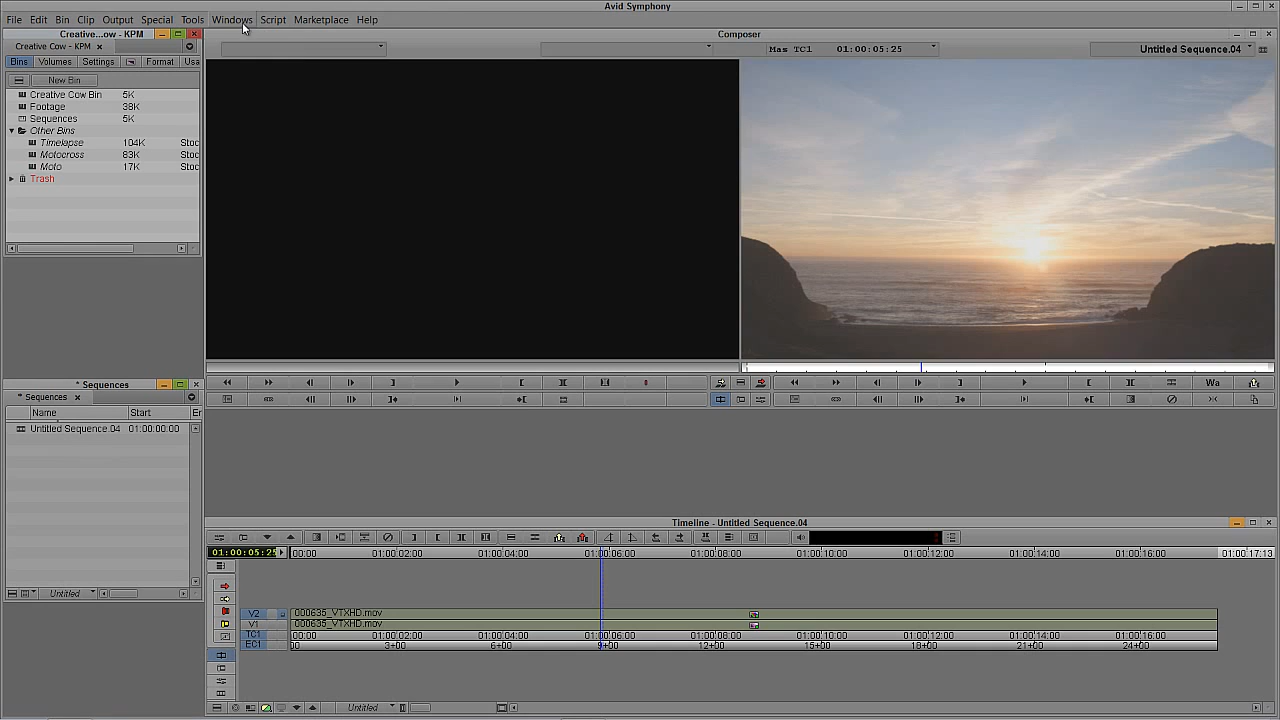 Avid Symphony
File Edit Bin Clip Output Special Tools Windows Script Marketplace Help
Creative...ow - KPM
Composer
Creative Cow - KPM
Mas TC1 01:00:05:25
Untitled Sequence.04
Bins Volumes Settings Format Usa
New Bin
Creative Cow Bin 5K
Footage 38K
Sequences 5K
Other Bins
Timelapse 104K Stoc
Motocross 83K Stoc
Moto 17K Stoc
Trash
Wa
* Sequences
* Sequences
Name Start Er
Untitled Sequence.04 01:00:00:00
Untitled
Timeline - Untitled Sequence.04
01:00:05:25 00:00 01:00:02:00 01:00:04:00 01:00:06:00 01:00:08:00 01:00:10:00 01:00:12:00 01:00:14:00 01:00:16:00 01:00:17:13
V2 000635_VTXHD.mov
V1 000635_VTXHD.mov
TC1 00:00 01:00:02:00 01:00:04:00 01:00:06:00 01:00:08:00 01:00:10:00 01:00:12:00 01:00:14:00 01:00:16:00
EC1 00 3+00 6+00 9+00 12+00 15+00 18+00 21+00 24+00
Untitled